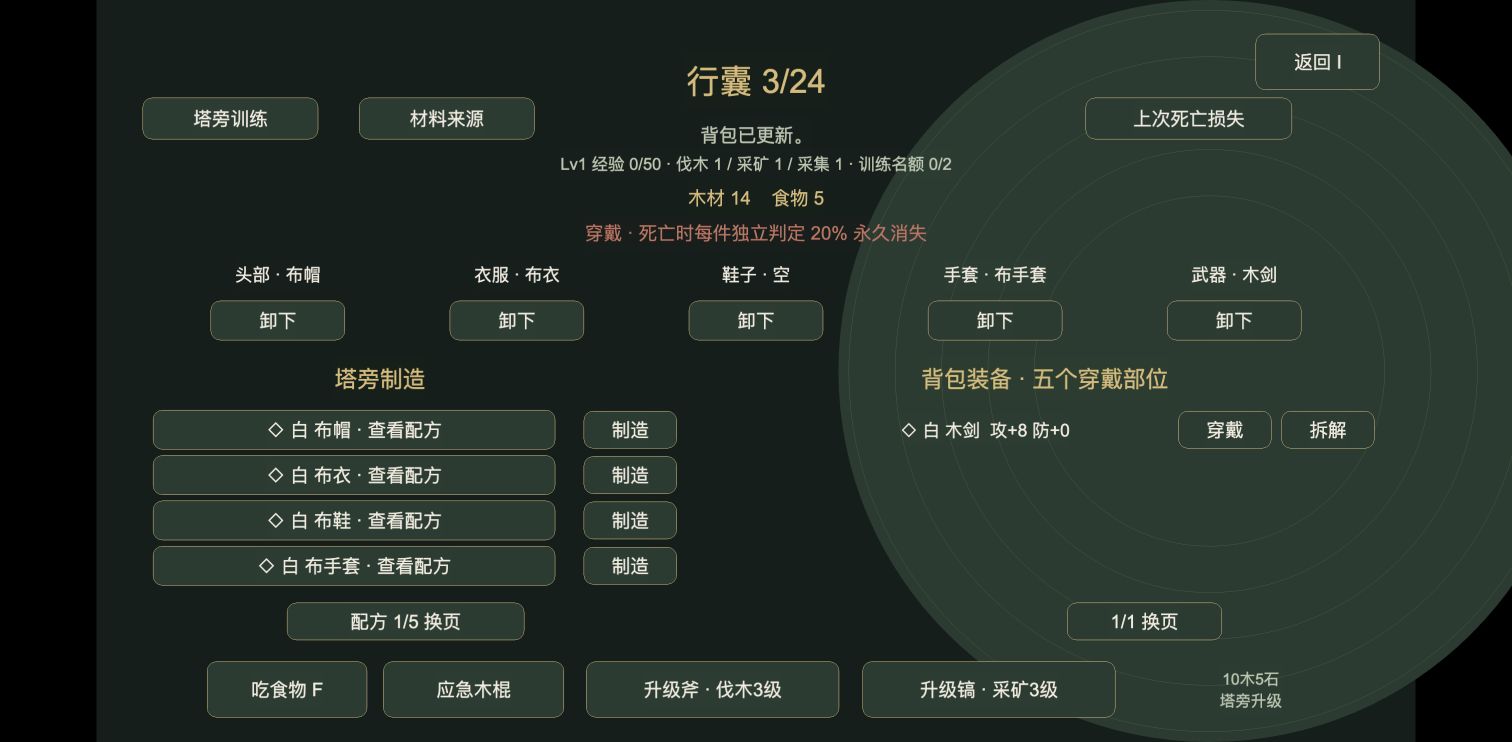 返回 I
行囊 3/24
塔旁训练
材料来源
上次死亡损失
背包已更新。
Lv1 经验 0/50 · 伐木 1 / 采矿 1 / 采集 1 · 训练名额 0/2
木材 14 食物 5
穿戴 · 死亡时每件独立判定 20% 永久消失
头部 · 布帽
衣服 · 布衣
鞋子 · 空
手套 · 布手套
武器 · 木剑
卸下
卸下
卸下
卸下
卸下
塔旁制造
◇ 白 布帽 · 查看配方
制造
◇ 白 布衣 · 查看配方
制造
◇ 白 布鞋 · 查看配方
制造
◇ 白 布手套 · 查看配方
制造
配方 1/5 换页
背包装备 · 五个穿戴部位
◇ 白 木剑 攻+8 防+0
穿戴
拆解
1/1 换页
吃食物 F
应急木棍
升级斧 · 伐木3级
升级镐 · 采矿3级
10木5石
塔旁升级